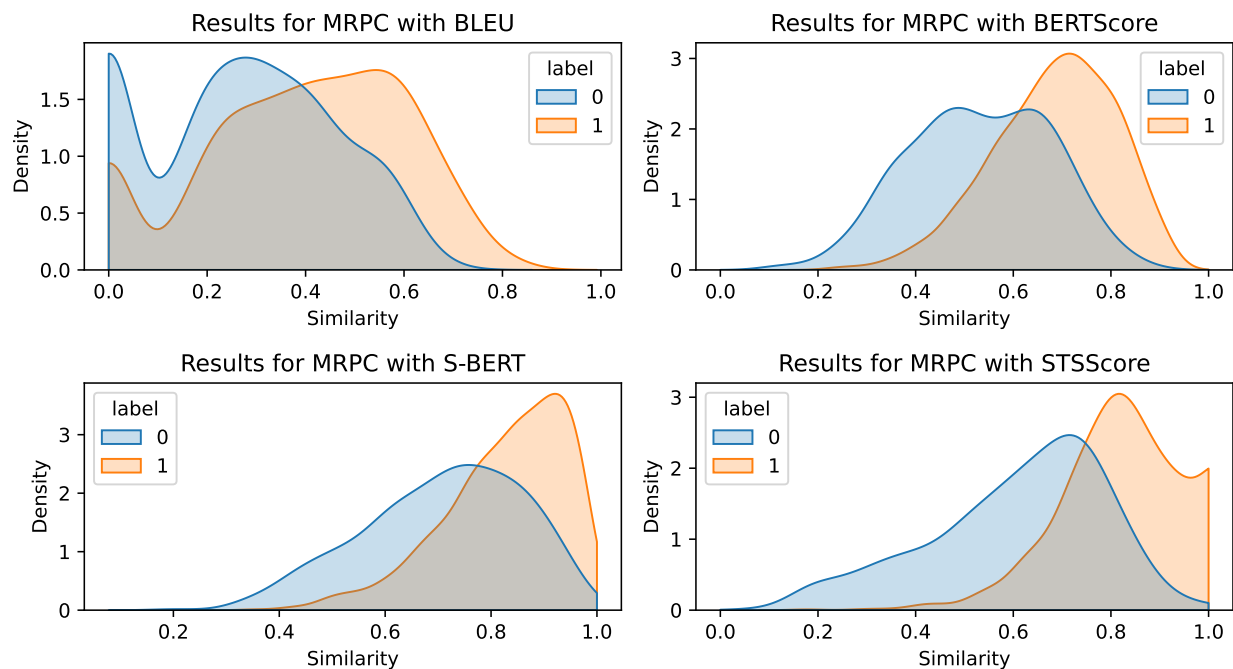 Results for MRPC with BLEU
Density
1.5
1.0
0.5
0.0
0.0 0.2 0.4 0.6 0.8 1.0
Similarity
label
0
1
Results for MRPC with BERTScore
Density
3
2
1
0
0.0 0.2 0.4 0.6 0.8 1.0
Similarity
label
0
1
Results for MRPC with S-BERT
Density
3
2
1
0
0.2 0.4 0.6 0.8 1.0
Similarity
label
0
1
Results for MRPC with STSScore
Density
3
2
1
0
0.0 0.2 0.4 0.6 0.8 1.0
Similarity
label
0
1